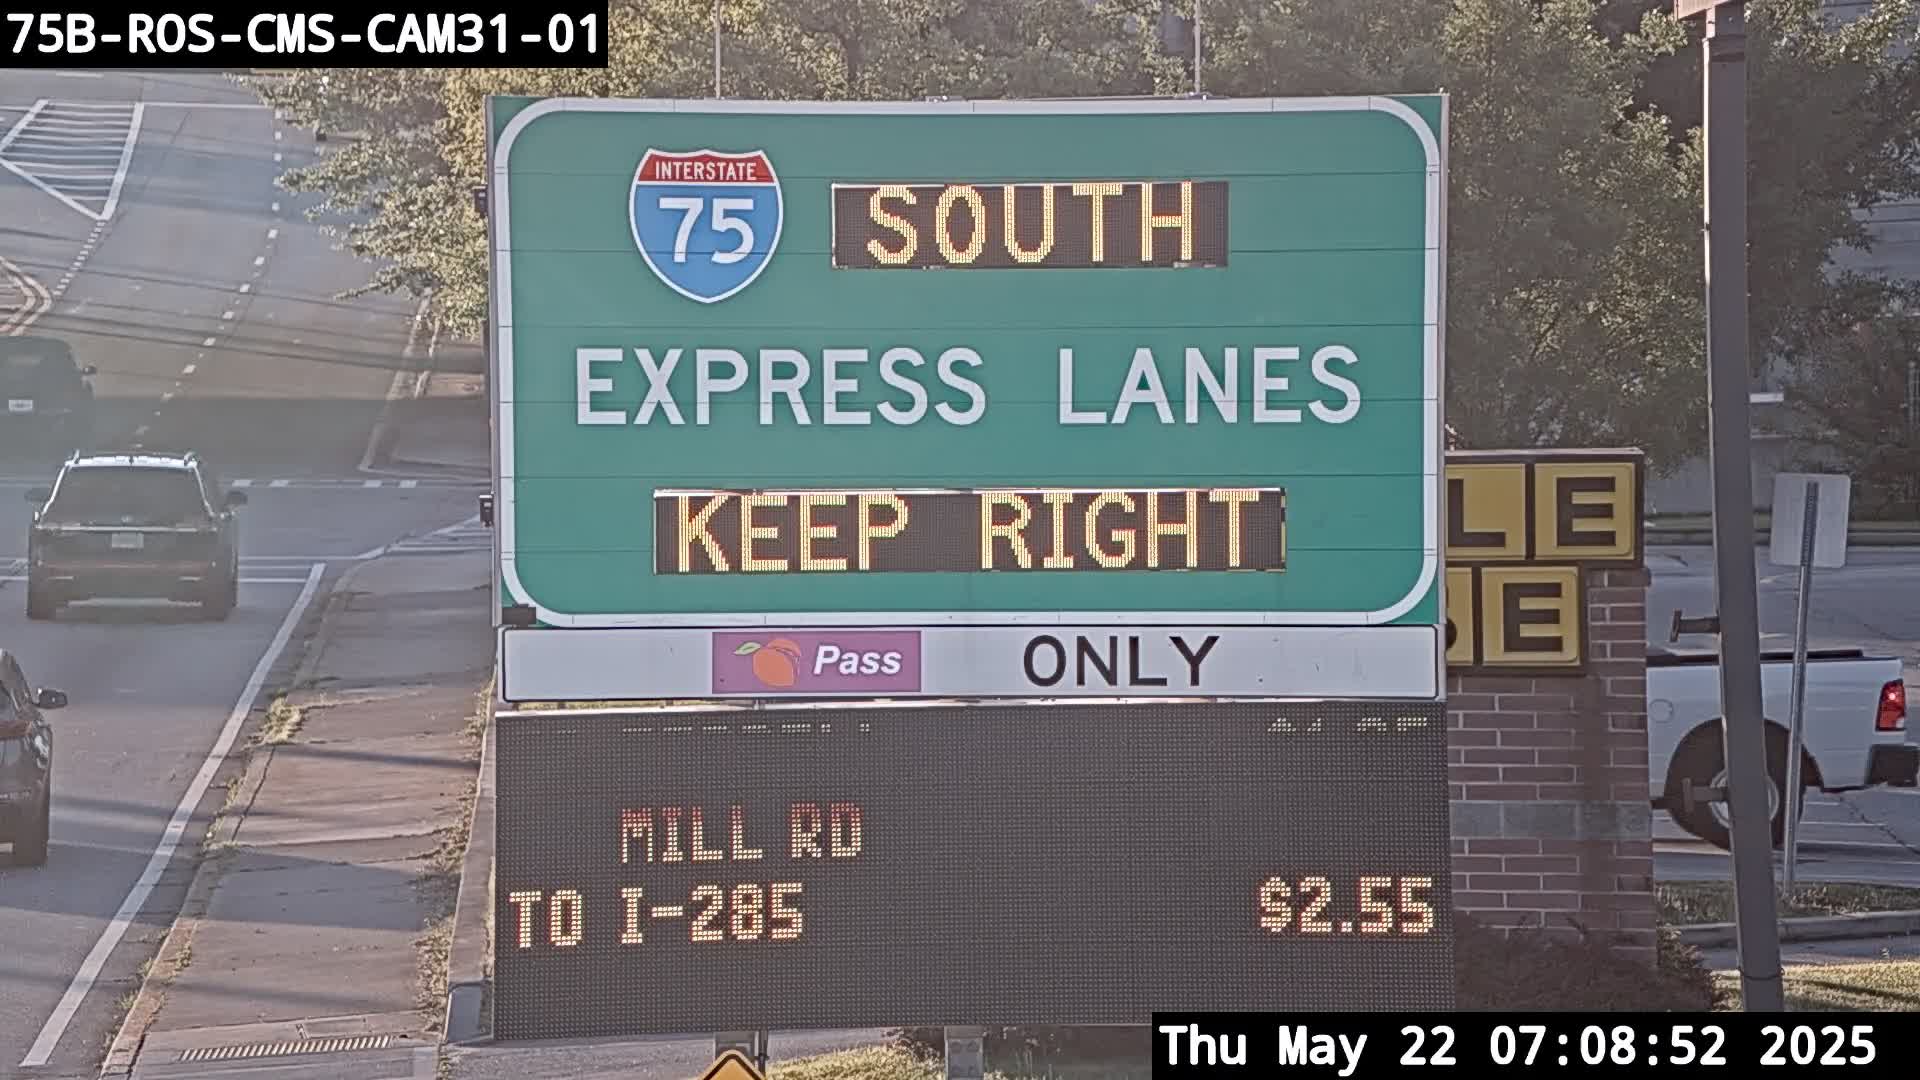 75B-ROS-CMS-CAM31-01
INTERSTATE
75
SOUTH
EXPRESS LANES
KEEP RIGHT
Pass ONLY
MILL RD
TO I-285 $2.55
LE
E
Thu May 22 07:08:52 2025